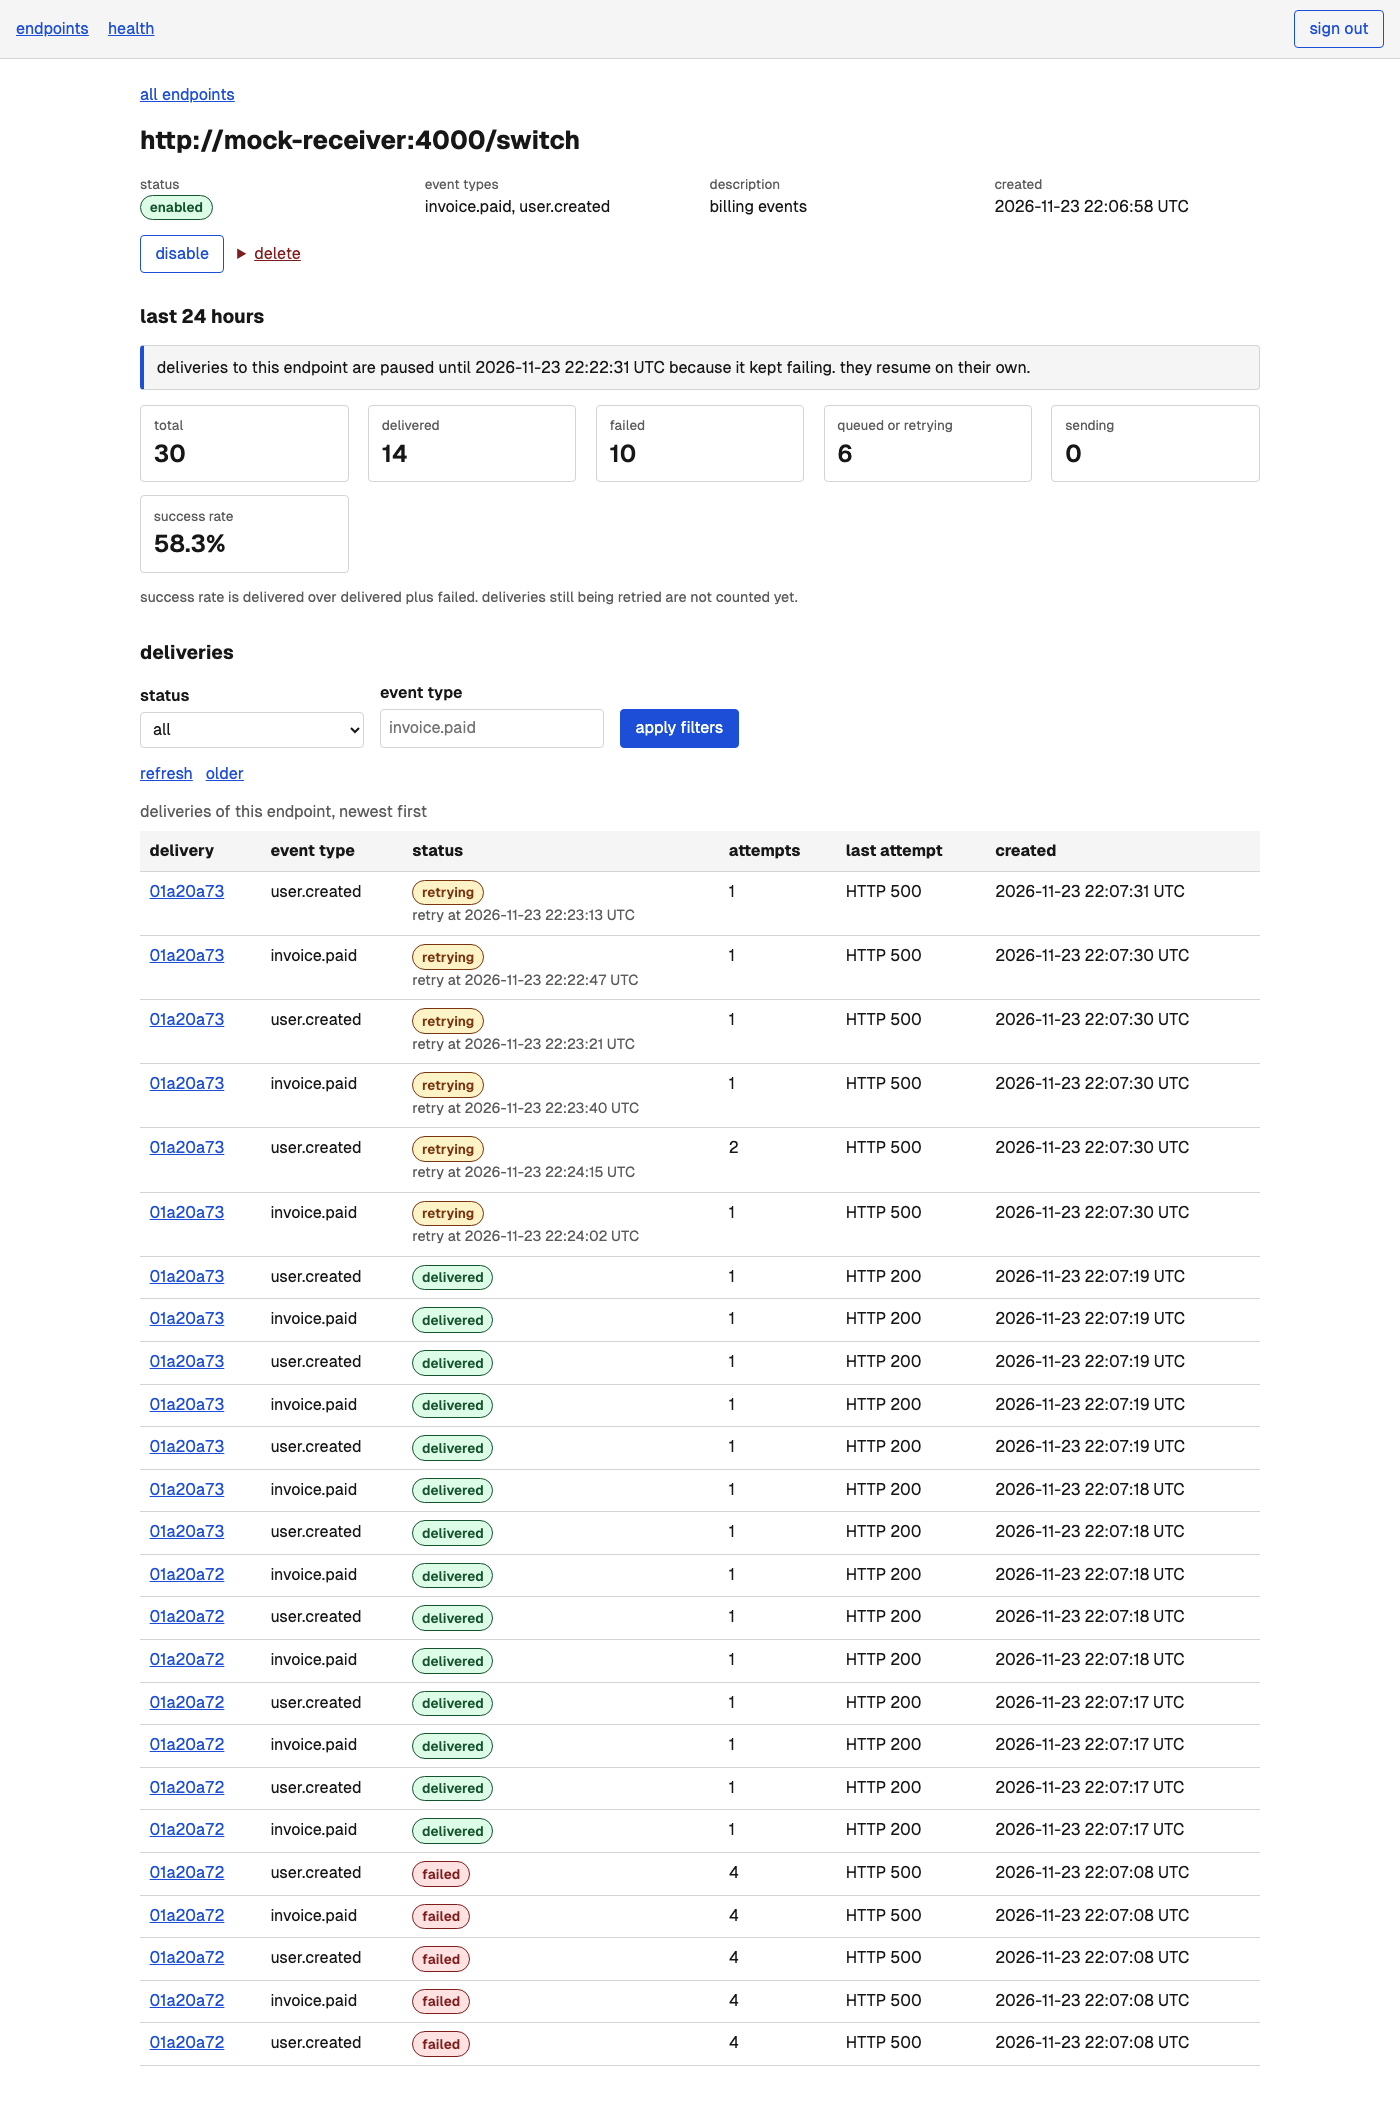 endpoints health sign out
all endpoints
http://mock-receiver:4000/switch
status event types description created
enabled invoice.paid, user.created billing events 2026-11-23 22:06:58 UTC
disable ▶ delete
last 24 hours
deliveries to this endpoint are paused until 2026-11-23 22:22:31 UTC because it kept failing. they resume on their own.
total delivered failed queued or retrying sending
30 14 10 6 0
success rate
58.3%
success rate is delivered over delivered plus failed. deliveries still being retried are not counted yet.
deliveries
status event type
all invoice.paid apply filters
refresh older
deliveries of this endpoint, newest first
delivery event type status attempts last attempt created
01a20a73 user.created retrying 1 HTTP 500 2026-11-23 22:07:31 UTC
retry at 2026-11-23 22:23:13 UTC
01a20a73 invoice.paid retrying 1 HTTP 500 2026-11-23 22:07:30 UTC
retry at 2026-11-23 22:22:47 UTC
01a20a73 user.created retrying 1 HTTP 500 2026-11-23 22:07:30 UTC
retry at 2026-11-23 22:23:21 UTC
01a20a73 invoice.paid retrying 1 HTTP 500 2026-11-23 22:07:30 UTC
retry at 2026-11-23 22:23:40 UTC
01a20a73 user.created retrying 2 HTTP 500 2026-11-23 22:07:30 UTC
retry at 2026-11-23 22:24:15 UTC
01a20a73 invoice.paid retrying 1 HTTP 500 2026-11-23 22:07:30 UTC
retry at 2026-11-23 22:24:02 UTC
01a20a73 user.created delivered 1 HTTP 200 2026-11-23 22:07:19 UTC
01a20a73 invoice.paid delivered 1 HTTP 200 2026-11-23 22:07:19 UTC
01a20a73 user.created delivered 1 HTTP 200 2026-11-23 22:07:19 UTC
01a20a73 invoice.paid delivered 1 HTTP 200 2026-11-23 22:07:19 UTC
01a20a73 user.created delivered 1 HTTP 200 2026-11-23 22:07:19 UTC
01a20a73 invoice.paid delivered 1 HTTP 200 2026-11-23 22:07:18 UTC
01a20a73 user.created delivered 1 HTTP 200 2026-11-23 22:07:18 UTC
01a20a72 invoice.paid delivered 1 HTTP 200 2026-11-23 22:07:18 UTC
01a20a72 user.created delivered 1 HTTP 200 2026-11-23 22:07:18 UTC
01a20a72 invoice.paid delivered 1 HTTP 200 2026-11-23 22:07:18 UTC
01a20a72 user.created delivered 1 HTTP 200 2026-11-23 22:07:17 UTC
01a20a72 invoice.paid delivered 1 HTTP 200 2026-11-23 22:07:17 UTC
01a20a72 user.created delivered 1 HTTP 200 2026-11-23 22:07:17 UTC
01a20a72 invoice.paid delivered 1 HTTP 200 2026-11-23 22:07:17 UTC
01a20a72 user.created failed 4 HTTP 500 2026-11-23 22:07:08 UTC
01a20a72 invoice.paid failed 4 HTTP 500 2026-11-23 22:07:08 UTC
01a20a72 user.created failed 4 HTTP 500 2026-11-23 22:07:08 UTC
01a20a72 invoice.paid failed 4 HTTP 500 2026-11-23 22:07:08 UTC
01a20a72 user.created failed 4 HTTP 500 2026-11-23 22:07:08 UTC